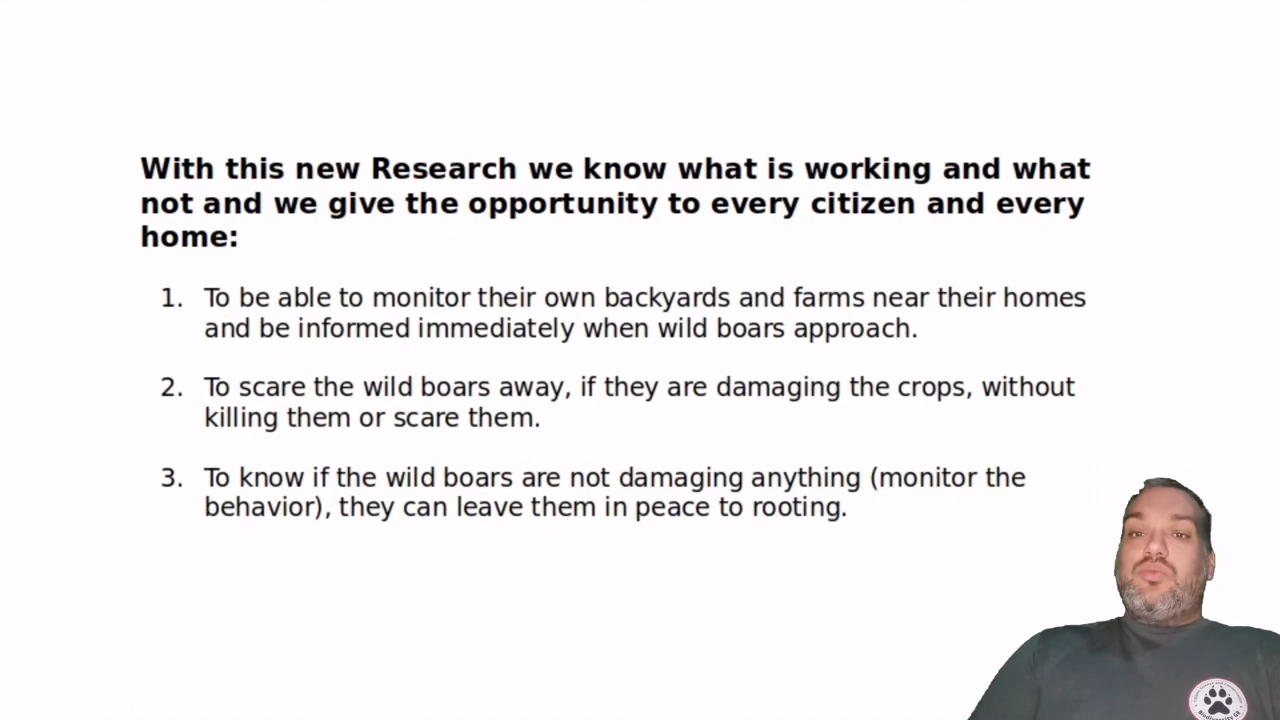 With this new Research we know what is working and what
not and we give the opportunity to every citizen and every
home:
1. To be able to monitor their own backyards and farms near their homes
and be informed immediately when wild boars approach.
2. To scare the wild boars away, if they are damaging the crops, without
killing them or scare them.
3. To know if the wild boars are not damaging anything (monitor the
behavior), they can leave them in peace to rooting.